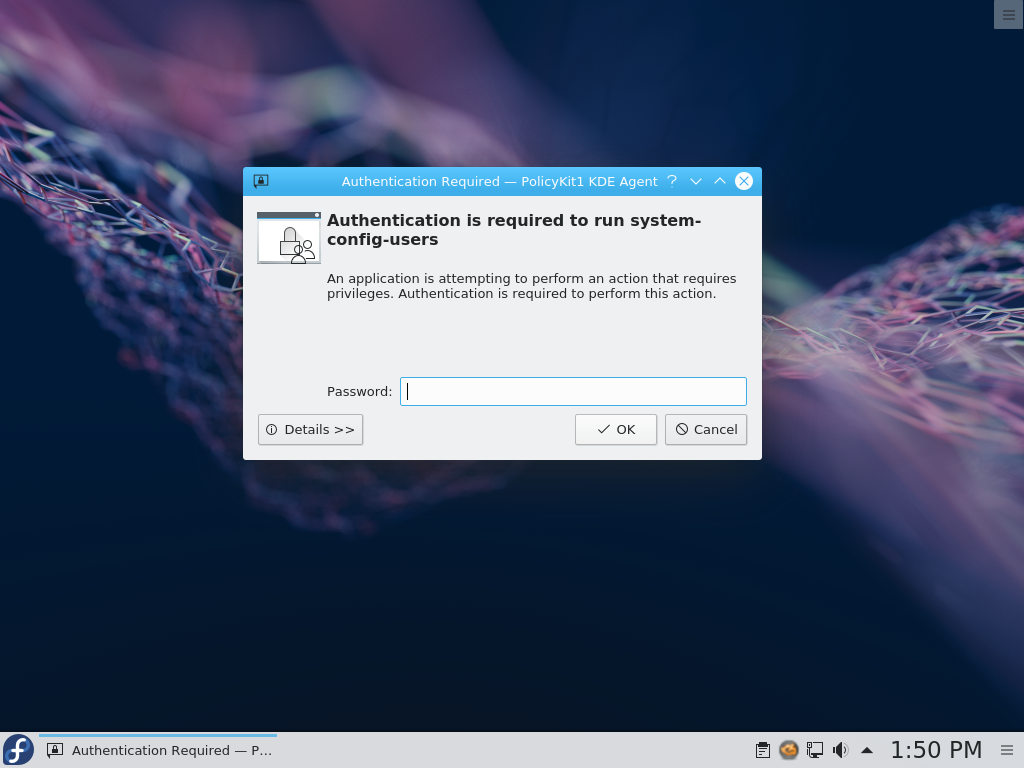 Authentication Required — PolicyKit1 KDE Agent
Authentication is required to run system-
config-users
An application is attempting to perform an action that requires
privileges. Authentication is required to perform this action.
Password:
Details >>
OK
Cancel
Authentication Required — P...
1:50 PM